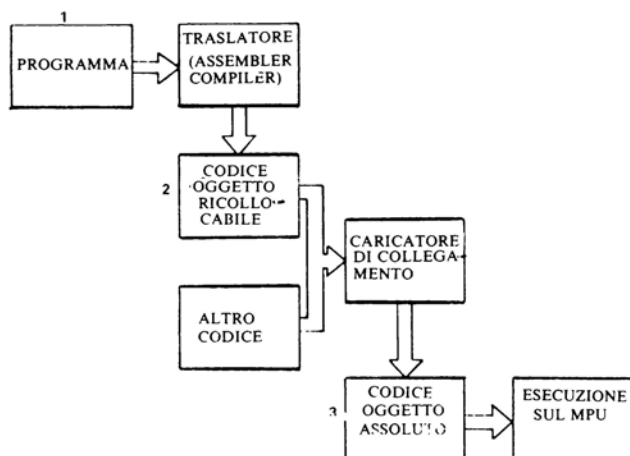 1
PROGRAMMA
TRASLATORE
(ASSEMBLER
COMPILER)
2
CODICE
OGGETTO
RICOLLO-
CABILE
ALTRO
CODICE
CARICATORE
DI COLLEGA-
MENTO
3
CODICE
OGGETTO
ASSOLUTO
ESECUZIONE
SUL MPU